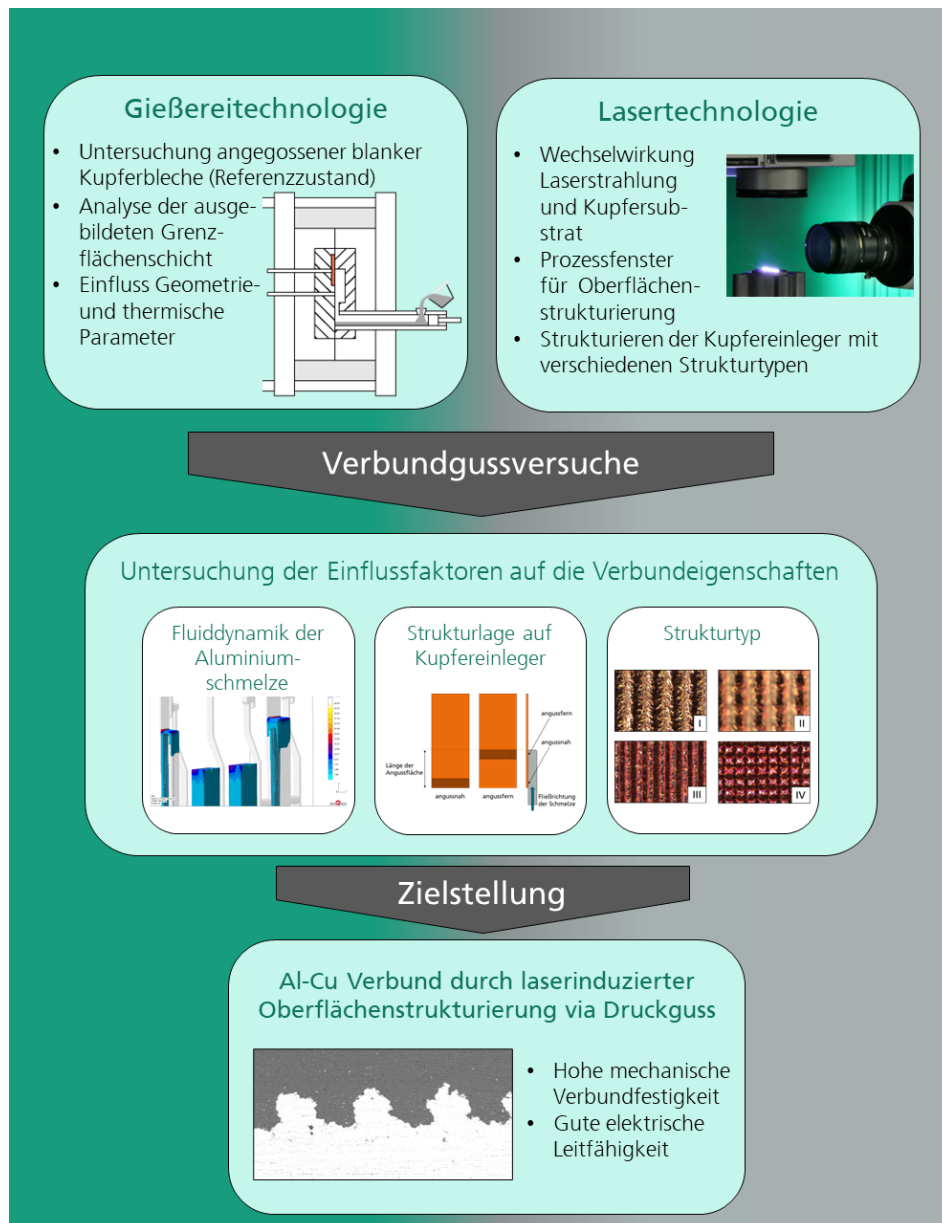 Gießereitechnologie
• Untersuchung angegossener blanker
Kupferbleche (Referenzzustand)
• Analyse der ausge-
bildeten Grenz-
flächenschicht
• Einfluss Geometrie-
und thermische
Parameter
Lasertechnologie
• Wechselwirkung
Laserstrahlung
und Kupfersub-
strat
• Prozessfenster
für Oberflächen-
strukturierung
• Strukturieren der Kupfereinleger mit
verschiedenen Strukturtypen
Verbundgussversuche
Untersuchung der Einflussfaktoren auf die Verbundeigenschaften
Fluiddynamik der
Aluminium-
schmelze
Strukturlage auf
Kupfereinleger
angussfern
angussnah
Länge der
Angussfläche
angussnah
angussfern
Fließrichtung
der Schmelze
Strukturtyp
I
II
III
IV
Zielstellung
Al-Cu Verbund durch laserinduzierter
Oberflächenstrukturierung via Druckguss
• Hohe mechanische
Verbundfestigkeit
• Gute elektrische
Leitfähigkeit